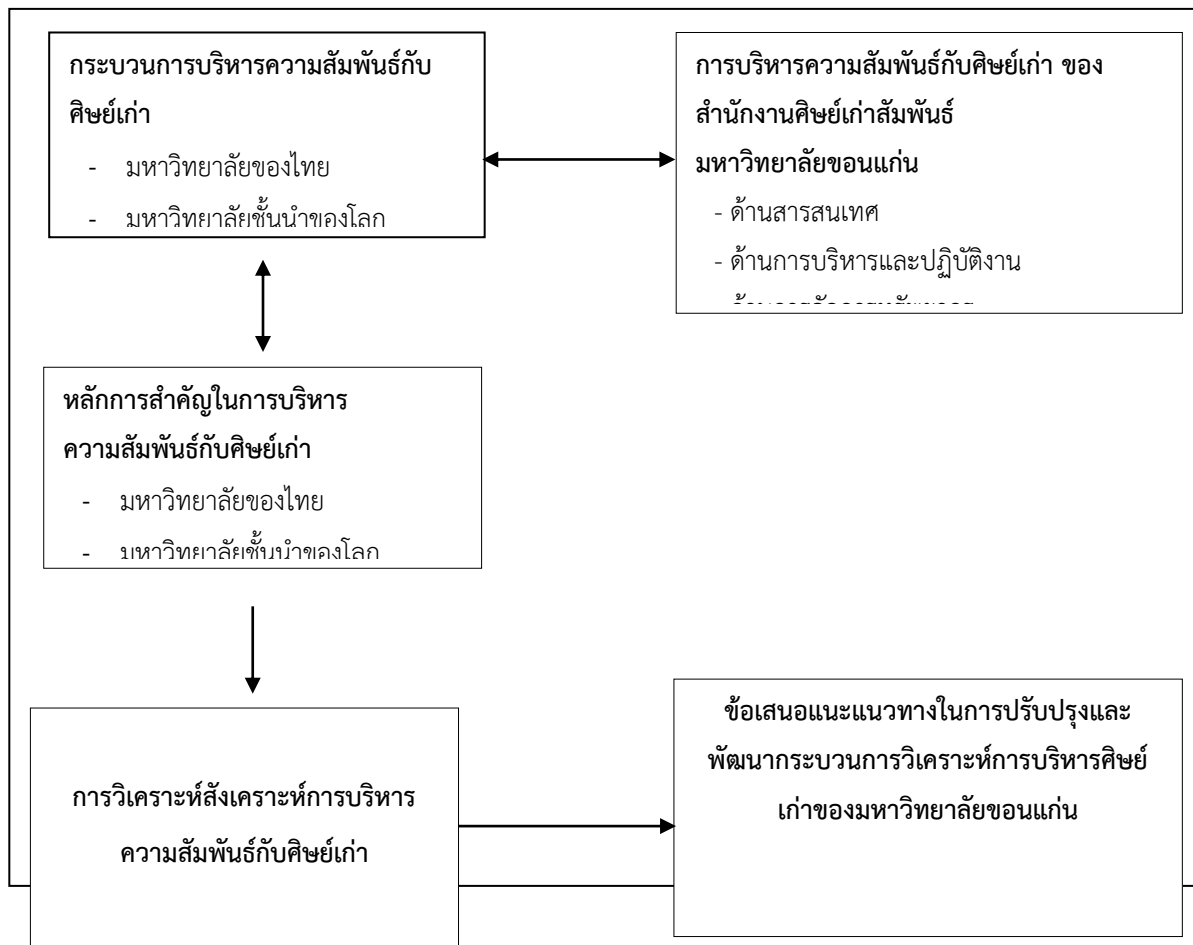 กระบวนการบริหารความสัมพันธ์กับ
ศิษย์เก่า
- มหาวิทยาลัยของไทย
- มหาวิทยาลัยชั้นนำของโลก
การบริหารความสัมพันธ์กับศิษย์เก่า ของ
สำนักงานศิษย์เก่าสัมพันธ์
มหาวิทยาลัยขอนแก่น
- ด้านสารสนเทศ
- ด้านการบริหารและปฏิบัติงาน
หลักการสำคัญในการบริหาร
ความสัมพันธ์กับศิษย์เก่า
- มหาวิทยาลัยของไทย
- มหาวิทยาลัยชั้นนำของโลก
การวิเคราะห์สังเคราะห์การบริหาร
ความสัมพันธ์กับศิษย์เก่า
ข้อเสนอแนะแนวทางในการปรับปรุงและ
พัฒนากระบวนการวิเคราะห์การบริหารศิษย์
เก่าของมหาวิทยาลัยขอนแก่น